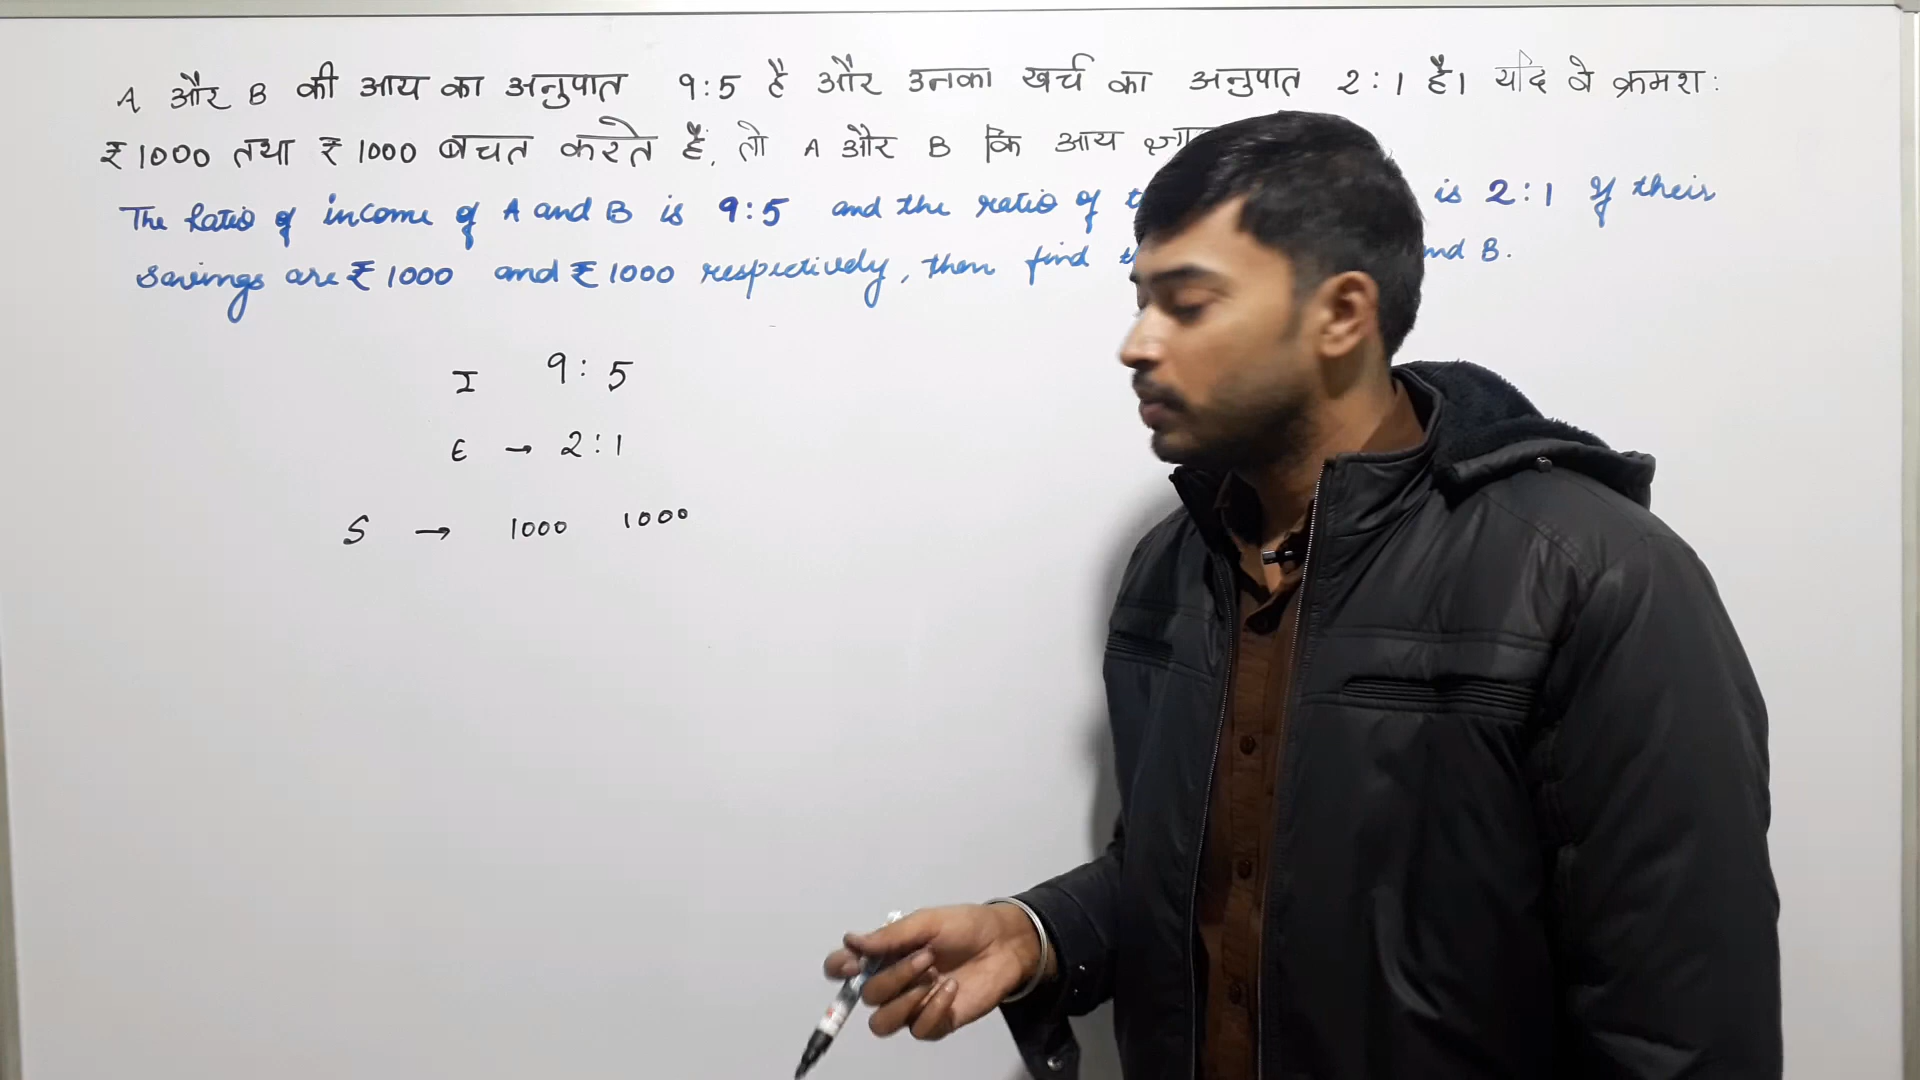 A और B की आय का अनुपात 9:5 है और उनका खर्च का अनुपात 2:1 है। यदि वे क्रमश:
₹1000 तथा ₹1000 बचत करते हैं, तो A और B कि आय
The Ratio of income of A and B is 9:5 and the ratio of is 2:1 If their
savings are ₹1000 and ₹1000 respectively, then find B.
I 9:5
E → 2:1
S → 1000 1000